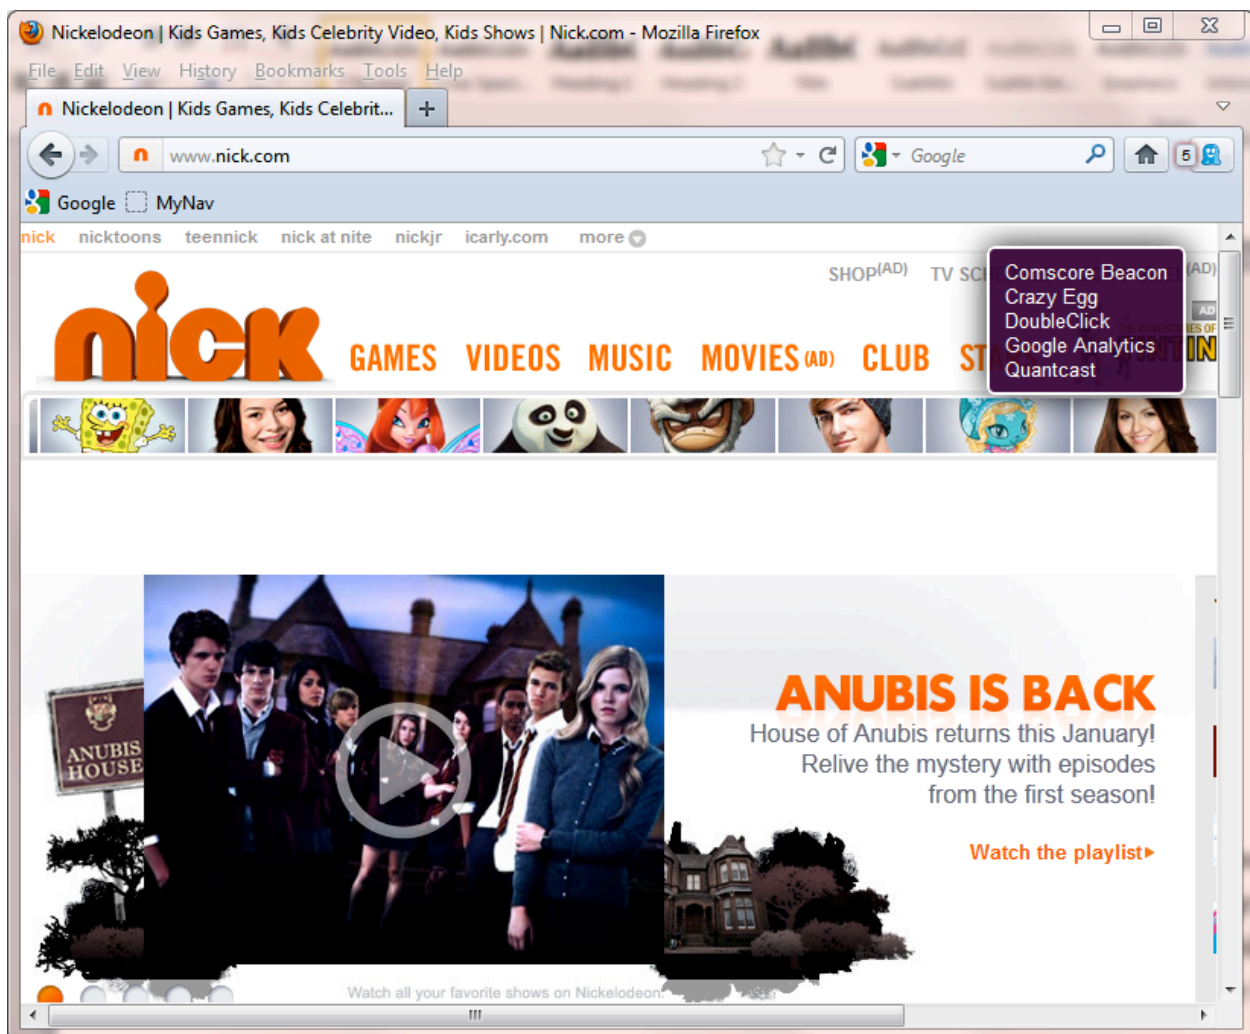 Nickelodeon | Kids Games, Kids Celebrity Video, Kids Shows | Nick.com - Mozilla Firefox
File Edit View History Bookmarks Tools Help
Nickelodeon | Kids Games, Kids Celebrit...
www.nick.com
Google
5
Google MyNav
nick nicktoons teennick nick at nite nickjr icarly.com more
SHOP(AD) TV (AD)
Comscore Beacon
Crazy Egg
DoubleClick
Google Analytics
Quantcast
AD
nick GAMES VIDEOS MUSIC MOVIES (AD) CLUB
ANUBIS HOUSE
ANUBIS IS BACK
House of Anubis returns this January!
Relive the mystery with episodes
from the first season!
Watch the playlist
Watch all your favorite shows on Nickelodeon.